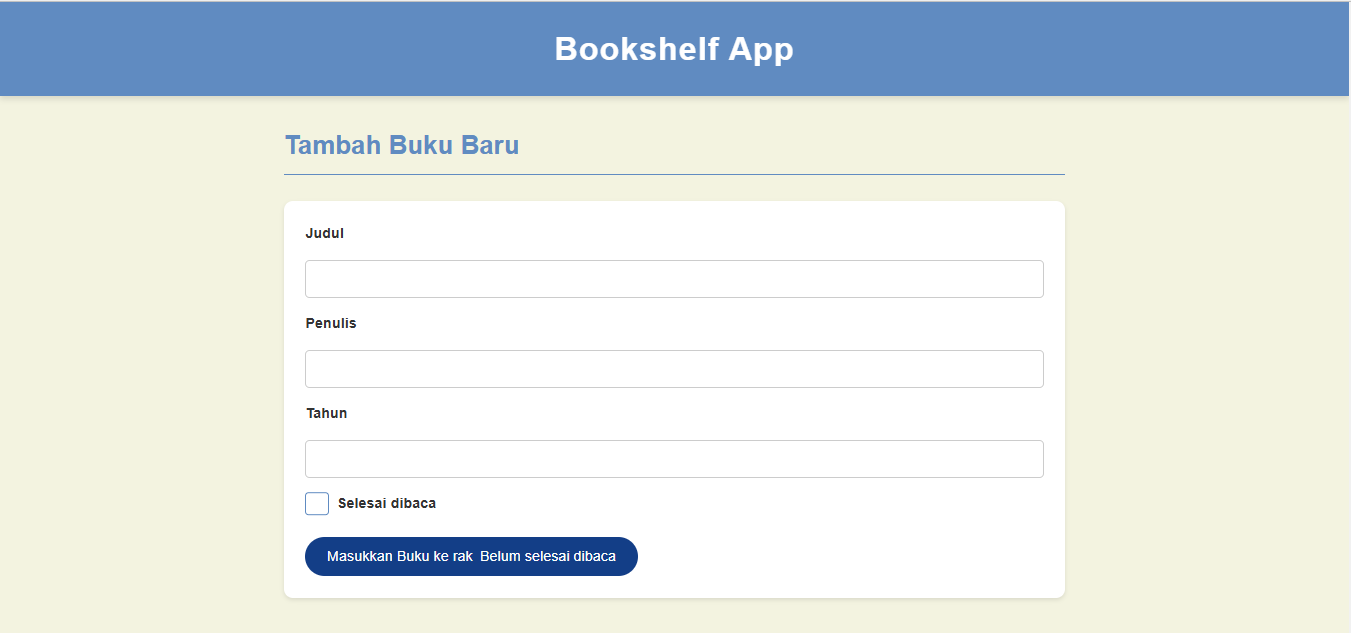 Bookshelf App
Tambah Buku Baru
Judul
Penulis
Tahun
Selesai dibaca
Masukkan Buku ke rak Belum selesai dibaca